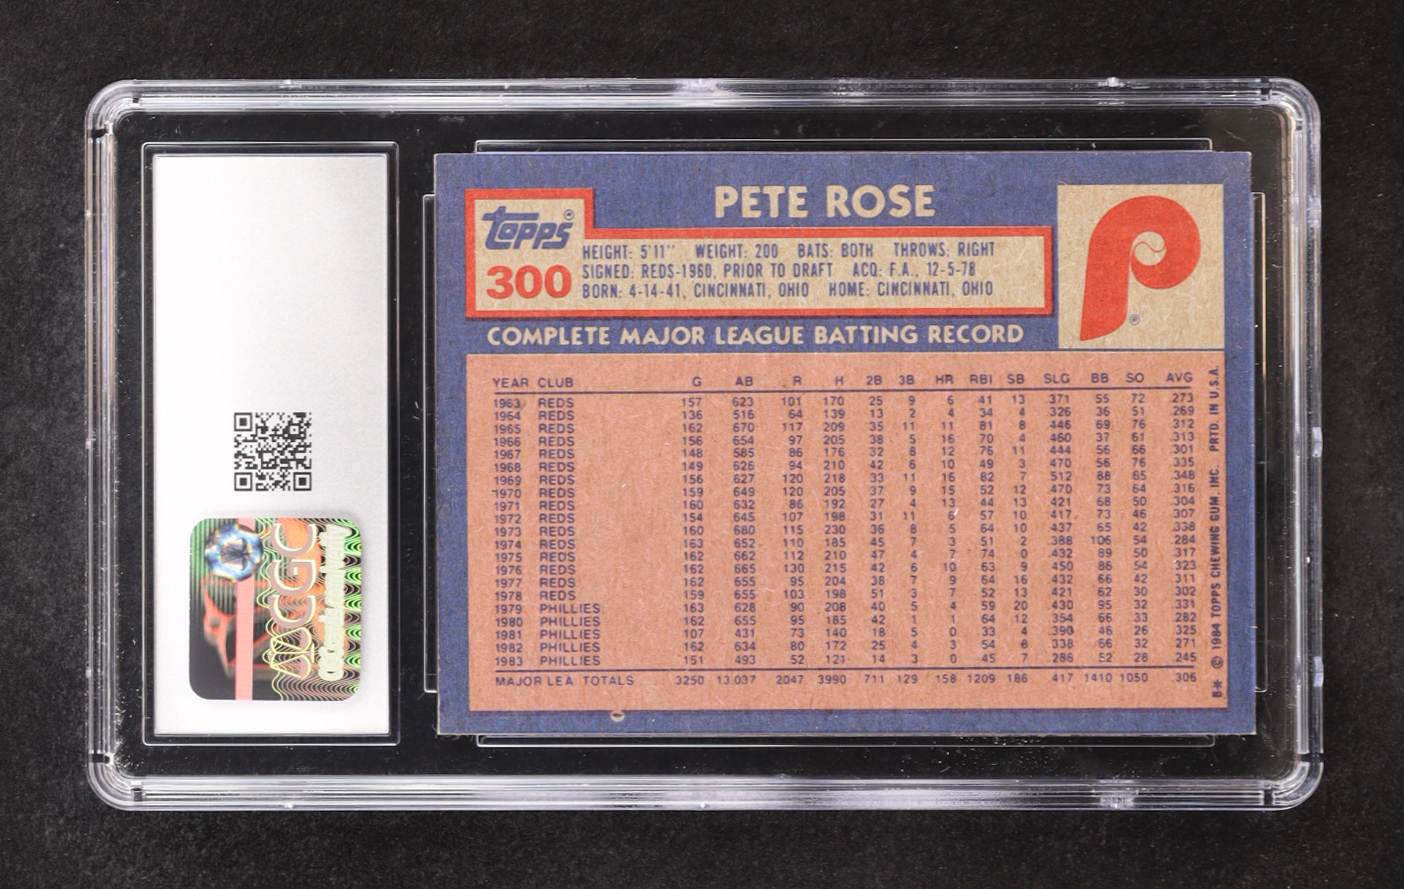 PETE ROSE
topps
300
HEIGHT: 5'11" WEIGHT: 200 BATS: BOTH THROWS: RIGHT
SIGNED: REDS-1960, PRIOR TO DRAFT ACQ: F.A., 12-5-78
BORN: 4-14-41, CINCINNATI, OHIO HOME: CINCINNATI, OHIO
P
COMPLETE MAJOR LEAGUE BATTING RECORD
YEAR CLUB G AB R H 2B 3B HR RBI SB SLG BB SO AVG
1963 REDS 157 623 101 170 25 9 6 41 13 .371 55 72 .273
1964 REDS 136 516 64 139 13 2 4 34 4 .326 36 51 .269
1965 REDS 162 670 117 209 35 11 11 81 8 .446 69 76 .312
1966 REDS 156 654 97 205 38 5 16 70 4 .460 37 61 .313
1967 REDS 148 585 86 176 32 8 12 76 11 .444 56 66 .301
1968 REDS 149 626 94 210 42 6 10 49 3 .470 56 76 .335
1969 REDS 156 627 120 218 33 11 16 82 7 .512 88 65 .348
1970 REDS 159 649 120 205 37 9 15 52 12 .470 73 64 .316
1971 REDS 160 632 86 192 27 4 13 44 13 .421 68 50 .304
1972 REDS 154 645 107 198 31 11 6 57 10 .417 73 46 .307
1973 REDS 160 680 115 230 36 8 5 64 10 .437 65 42 .338
1974 REDS 163 652 110 185 45 7 3 51 2 .388 106 54 .284
1975 REDS 162 662 112 210 47 4 7 74 0 .432 89 50 .317
1976 REDS 162 665 130 215 42 6 10 63 9 .450 86 54 .323
1977 REDS 162 655 95 204 38 7 9 64 16 .432 66 42 .311
1978 REDS 159 655 103 198 51 3 7 52 13 .421 62 30 .302
1979 PHILLIES 163 628 90 208 40 5 4 59 20 .430 95 32 .331
1980 PHILLIES 162 655 95 185 42 1 1 64 12 .354 66 33 .282
1981 PHILLIES 107 431 73 140 18 5 0 33 4 .390 46 26 .325
1982 PHILLIES 162 634 80 172 25 4 3 54 8 .338 66 32 .271
1983 PHILLIES 151 493 52 121 14 3 0 45 7 .286 52 28 .245
MAJOR LEA. TOTALS 3250 13,037 2047 3990 711 129 158 1209 186 .417 1410 1050 .306
B* © 1984 TOPPS CHEWING GUM, INC. PRTD. IN U.S.A.